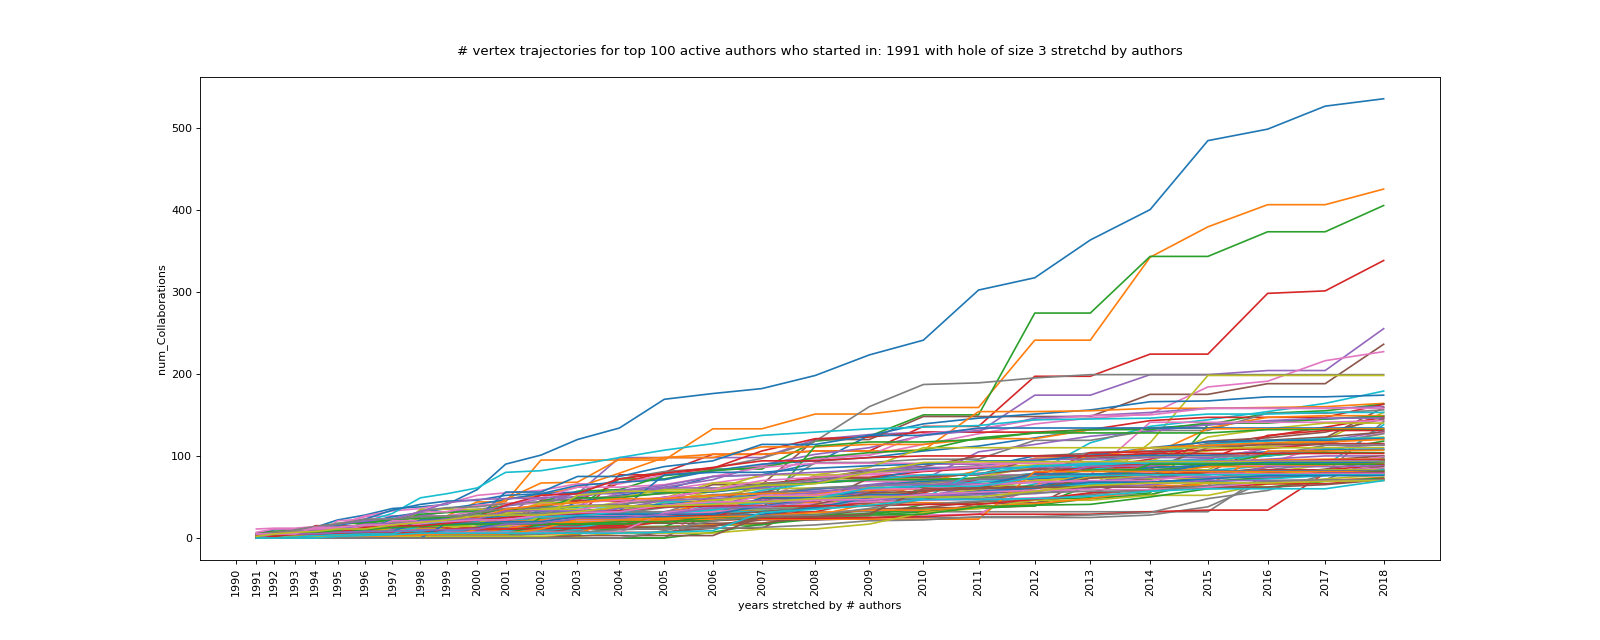 # vertex trajectories for top 100 active authors who started in: 1991 with hole of size 3 stretchd by authors
num_Collaborations
500
400
300
200
100
0
1990 1991 1992 1993 1994 1995 1996 1997 1998 1999 2000 2001 2002 2003 2004 2005 2006 2007 2008 2009 2010 2011 2012 2013 2014 2015 2016 2017 2018
years stretched by # authors